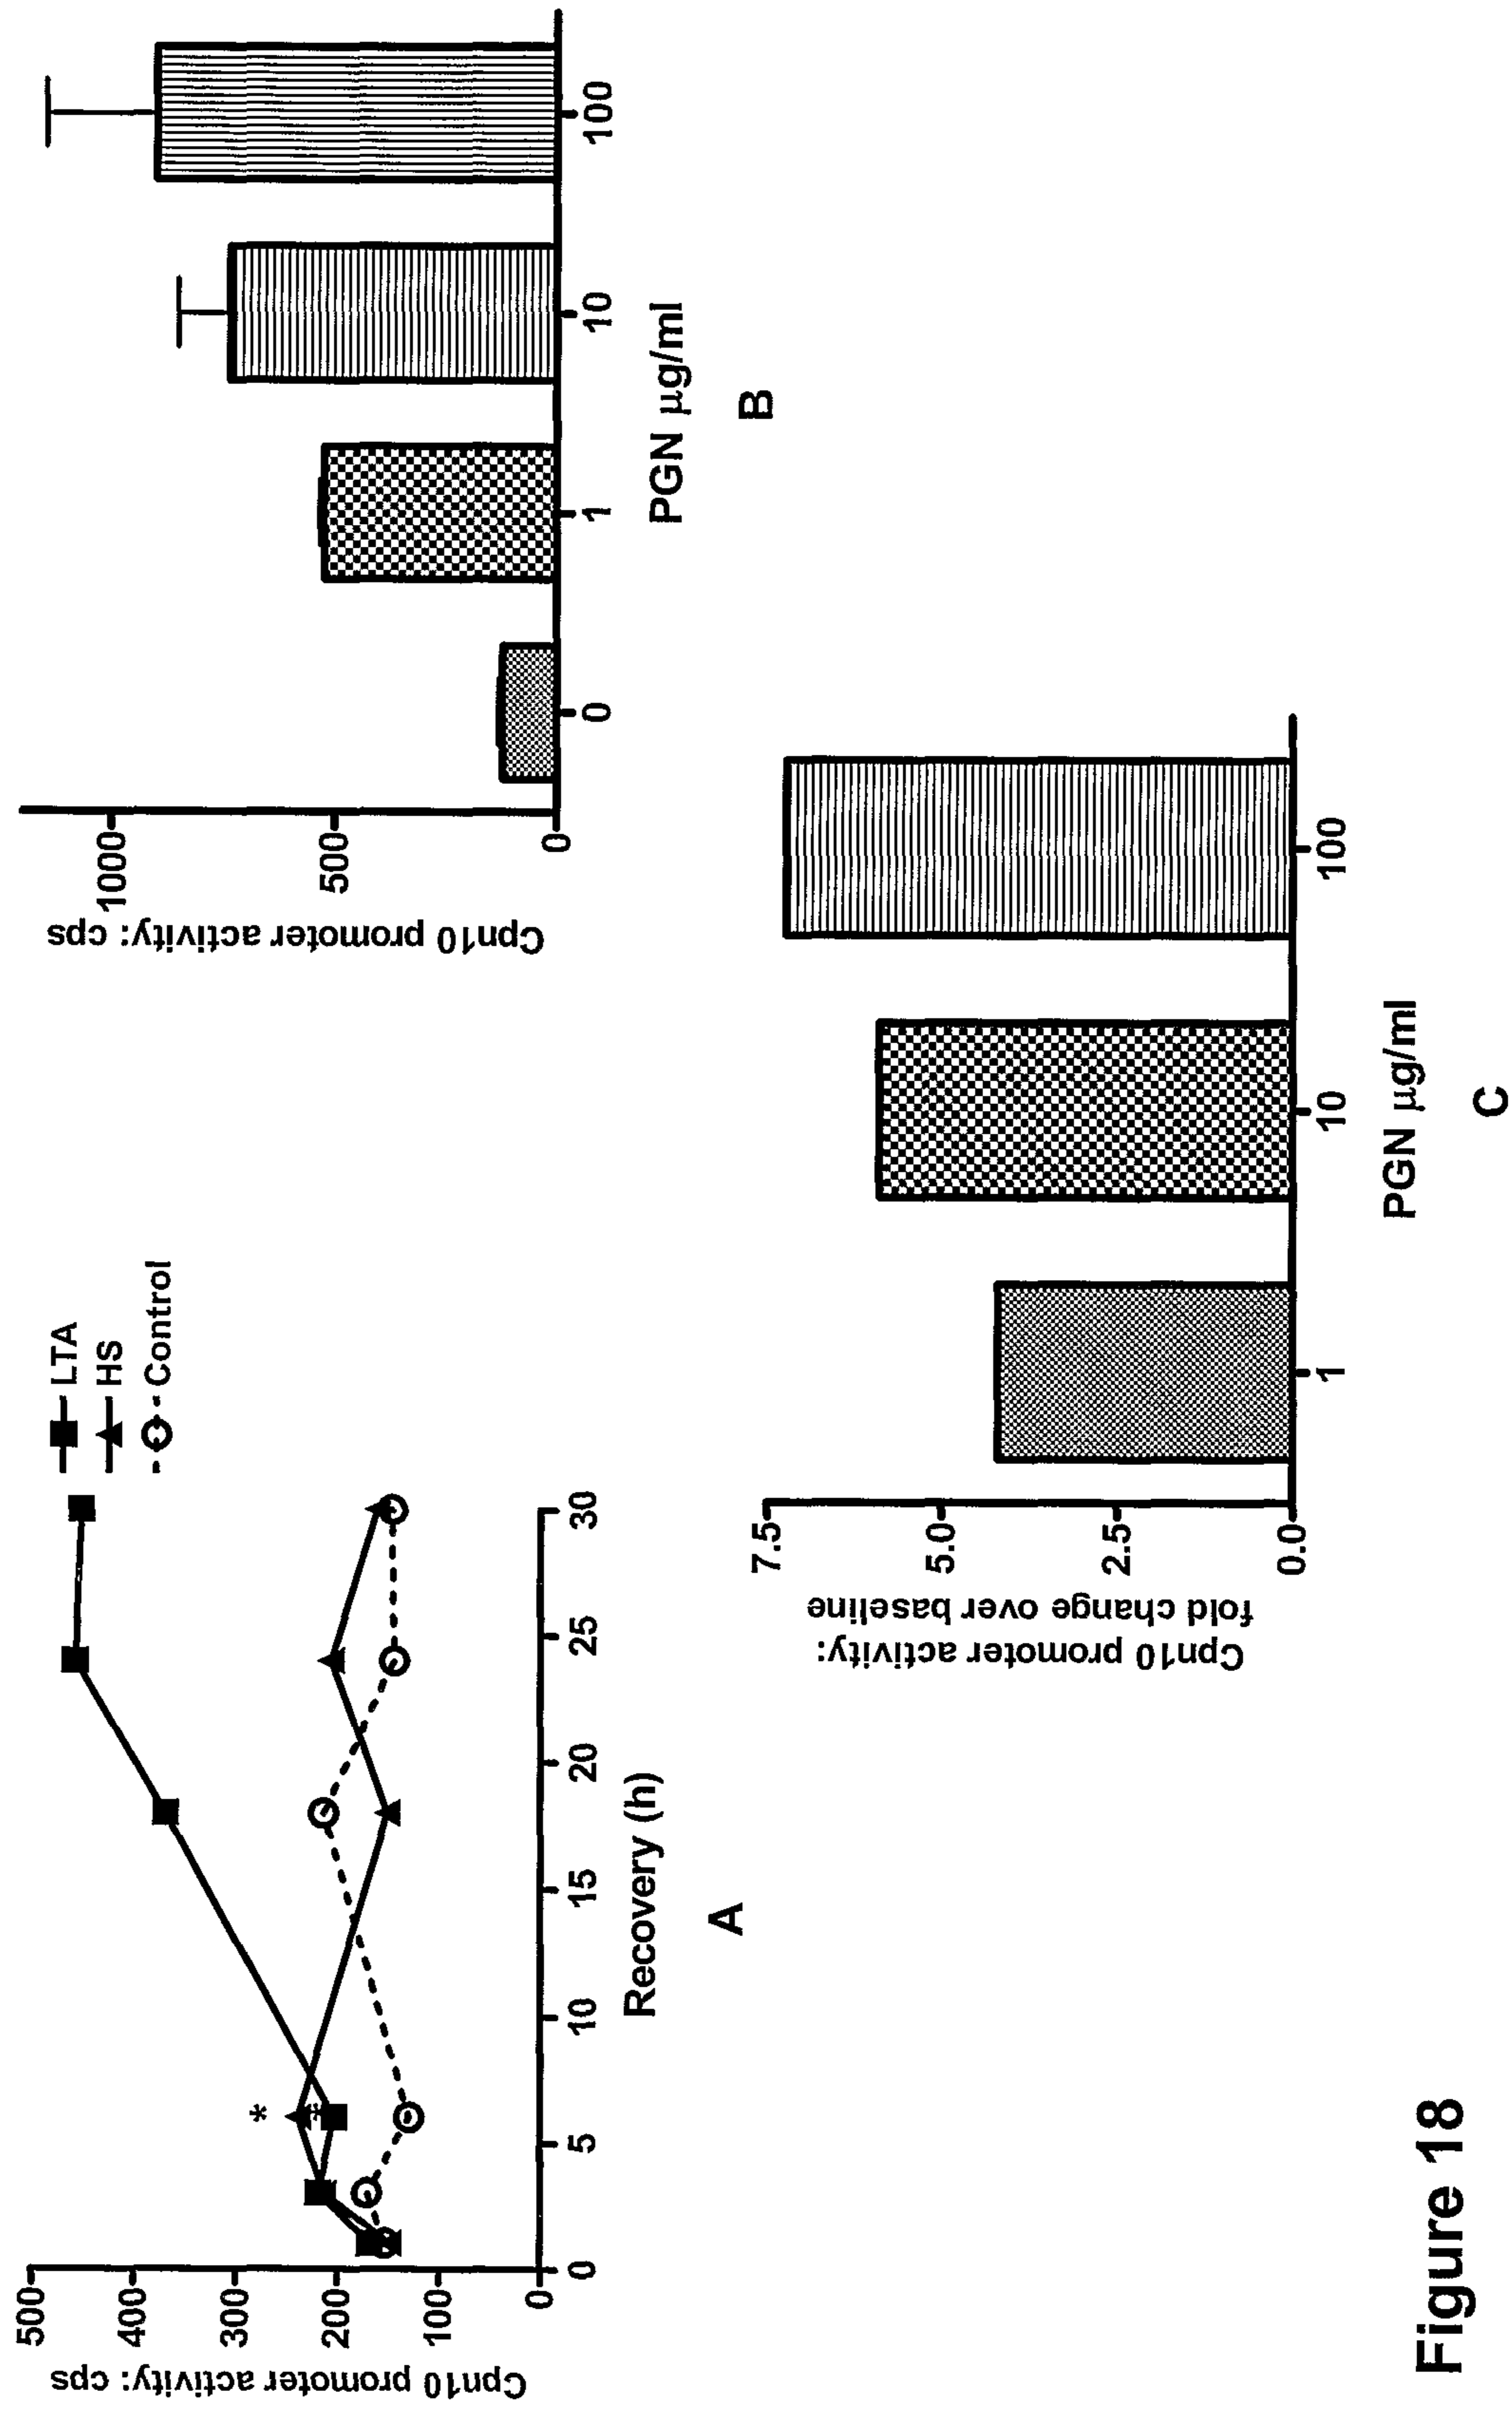 Cpn10 promoter activity: cps
500
400
300
200
100
0
0
5
10
15
20
25
30
Recovery (h)
*
*
LTA
HS
Control
A
Cpn10 promoter activity: cps
1000
500
0
0
1
10
100
PGN µg/ml
B
Cpn10 promoter activity:
fold change over baseline
7.5
5.0
2.5
0.0
1
10
100
PGN µg/ml
C
Figure 18